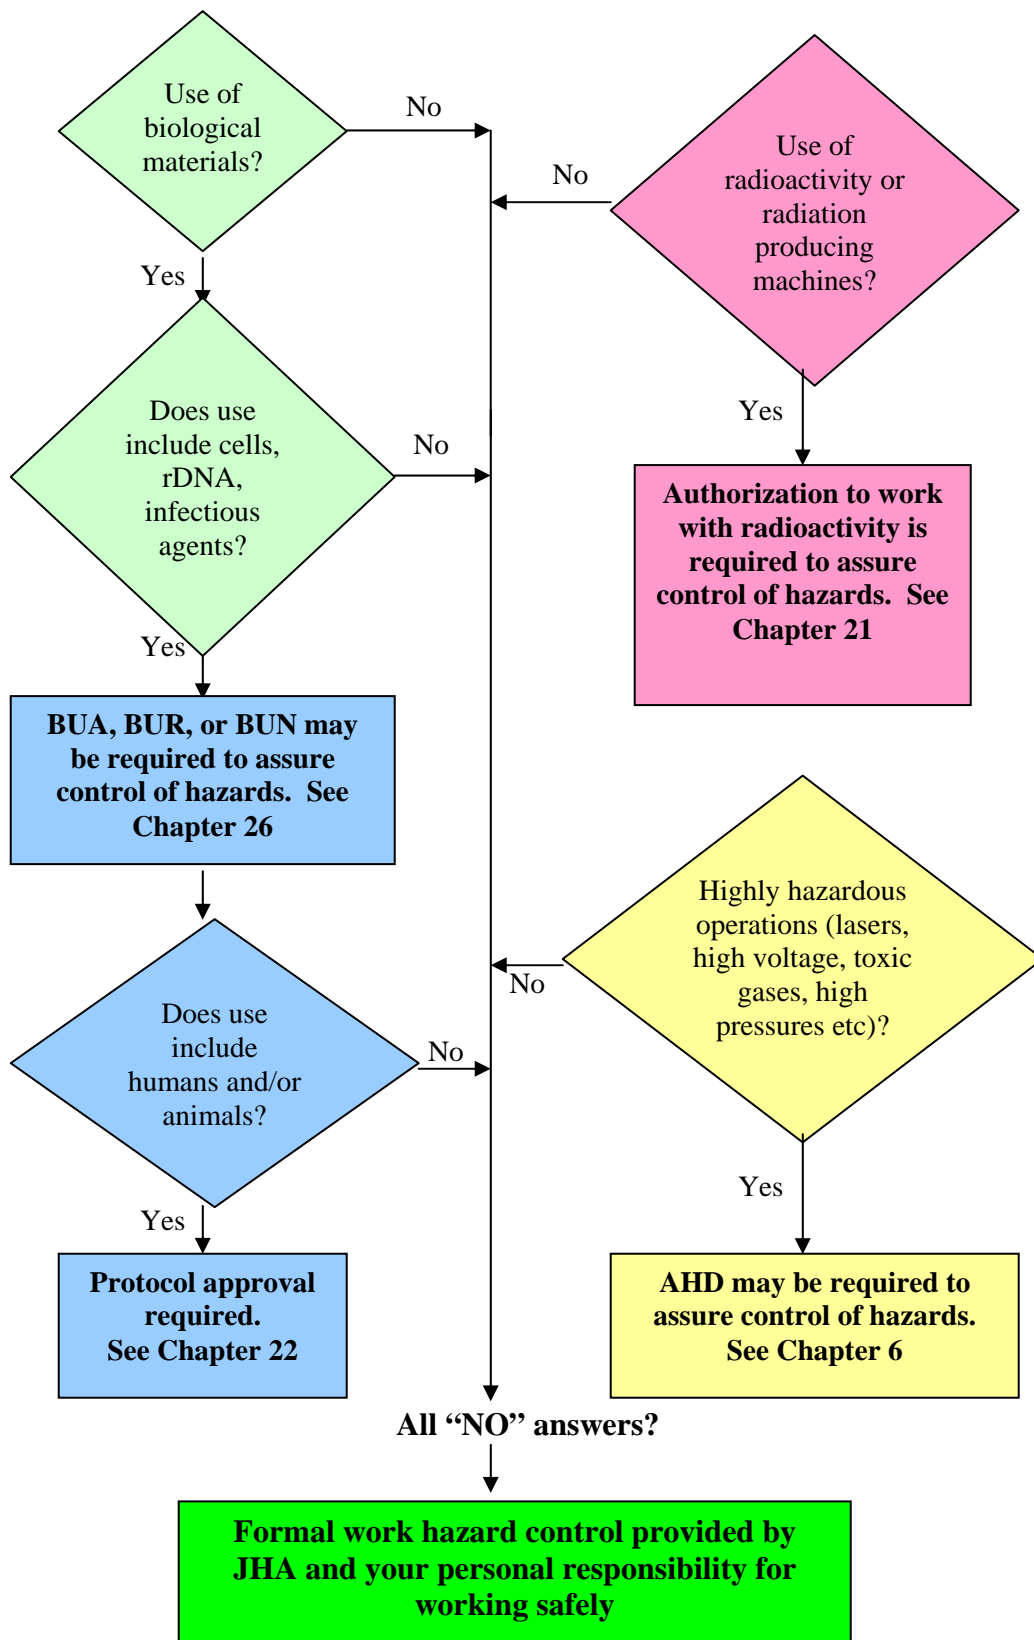 Use of
biological
materials?
No
Yes
Does use
include cells,
rDNA,
infectious
agents?
No
Yes
BUA, BUR, or BUN may
be required to assure
control of hazards.  See
Chapter 26
Does use
include
humans and/or
animals?
No
Yes
Protocol approval
required.
See Chapter 22
Use of
radioactivity or
radiation
producing
machines?
No
Yes
Authorization to work
with radioactivity is
required to assure
control of hazards.  See
Chapter 21
Highly hazardous
operations (lasers,
high voltage, toxic
gases, high
pressures etc)?
No
Yes
AHD may be required to
assure control of hazards.
See Chapter 6
All “NO” answers?
Formal work hazard control provided by
JHA and your personal responsibility for
working safely